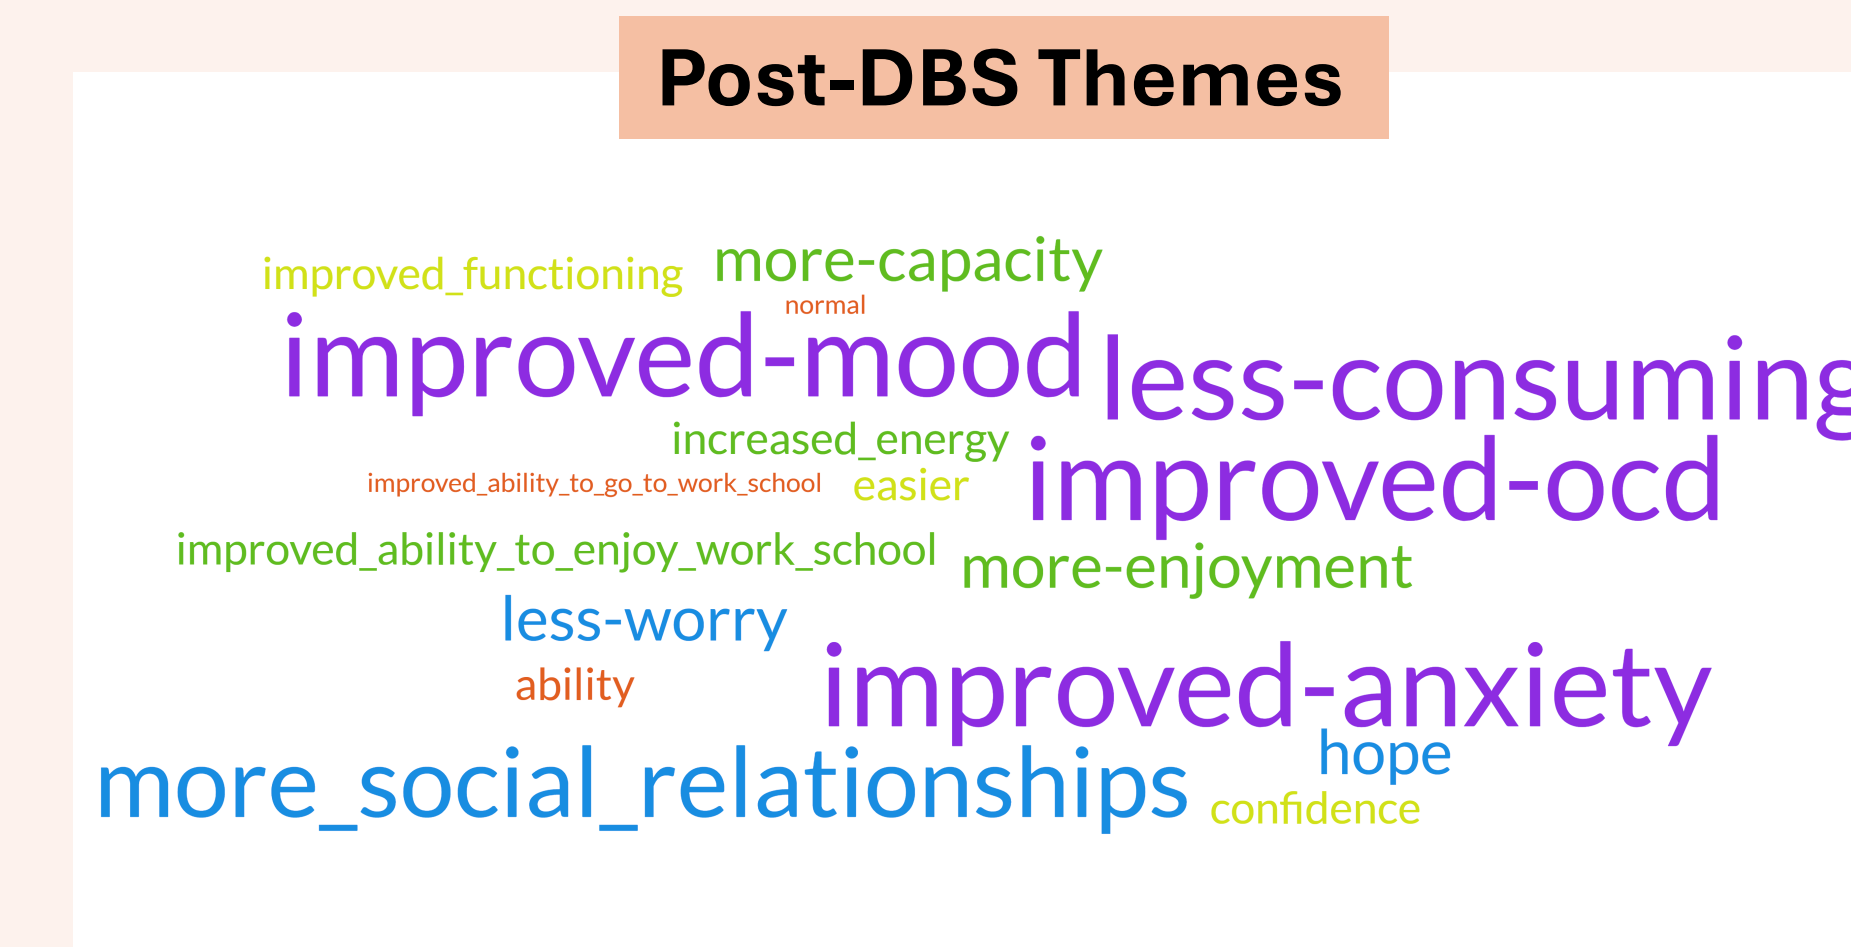 Post-DBS Themes
improved_functioning
more-capacity
normal
improved-mood
less-consuming
increased_energy
improved-ocd
improved_ability_to_go_to_work_school
easier
improved_ability_to_enjoy_work_school
more-enjoyment
less-worry
improved-anxiety
ability
more_social_relationships
hope
confidence